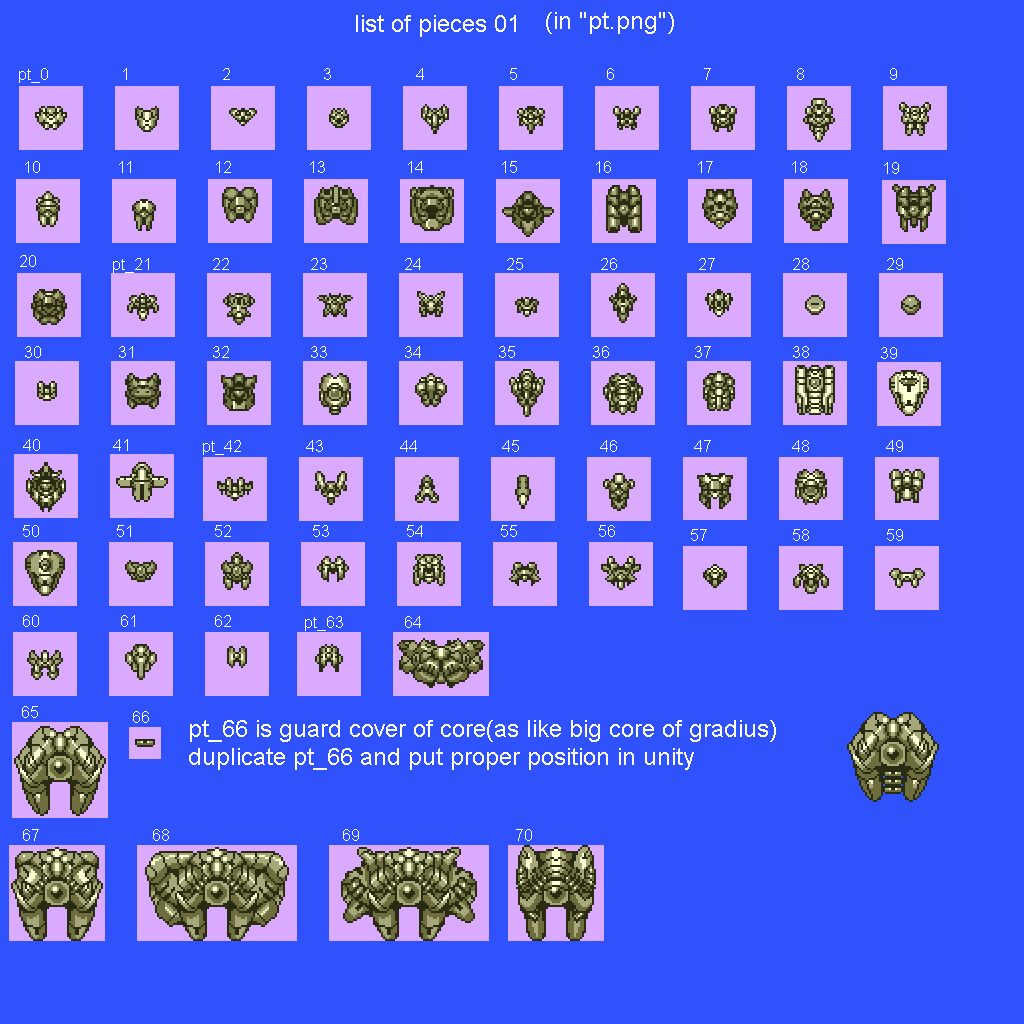 list of pieces 01 (in "pt.png")
pt_0 1 2 3 4 5 6 7 8 9
10 11 12 13 14 15 16 17 18 19
20 pt_21 22 23 24 25 26 27 28 29
30 31 32 33 34 35 36 37 38 39
40 41 pt_42 43 44 45 46 47 48 49
50 51 52 53 54 55 56 57 58 59
60 61 62 pt_63 64
65 66 pt_66 is guard cover of core(as like big core of gradius)
duplicate pt_66 and put proper position in unity
67 68 69 70